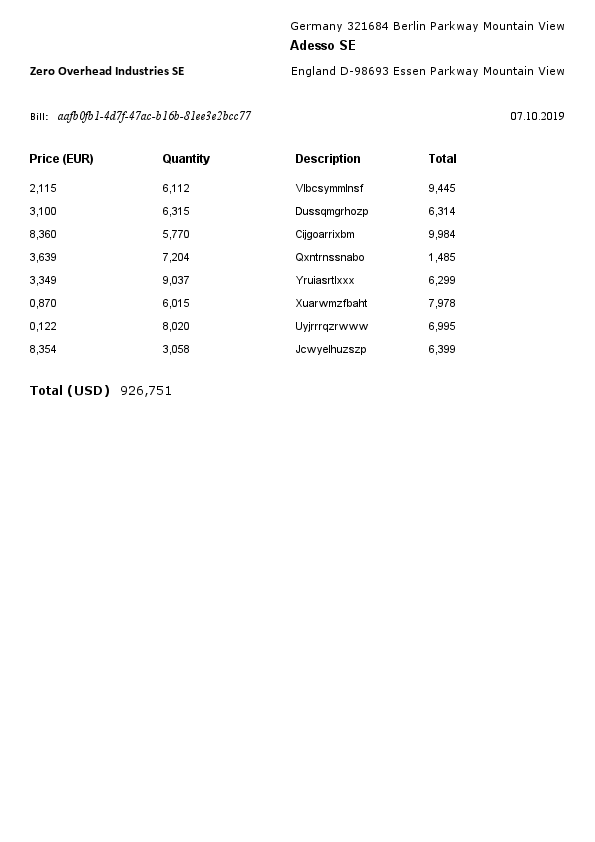 Germany 321684 Berlin Parkway Mountain View
Adesso SE
Zero Overhead Industries SE England D-98693 Essen Parkway Mountain View
Bill: aafb0fb1-4d7f-47ac-b16b-81ee3e2bcc77 07.10.2019
Price (EUR) Quantity Description Total
2,115 6,112 Vlbcsymmlnsf 9,445
3,100 6,315 Dussqmgrhozp 6,314
8,360 5,770 Cijgoarrixbm 9,984
3,639 7,204 Qxntrnssnabo 1,485
3,349 9,037 Yruiasrtlxxx 6,299
0,870 6,015 Xuarwmzfbaht 7,978
0,122 8,020 Uyjrrrqzrwww 6,995
8,354 3,058 Jcwyelhuzszp 6,399
Total (USD) 926,751